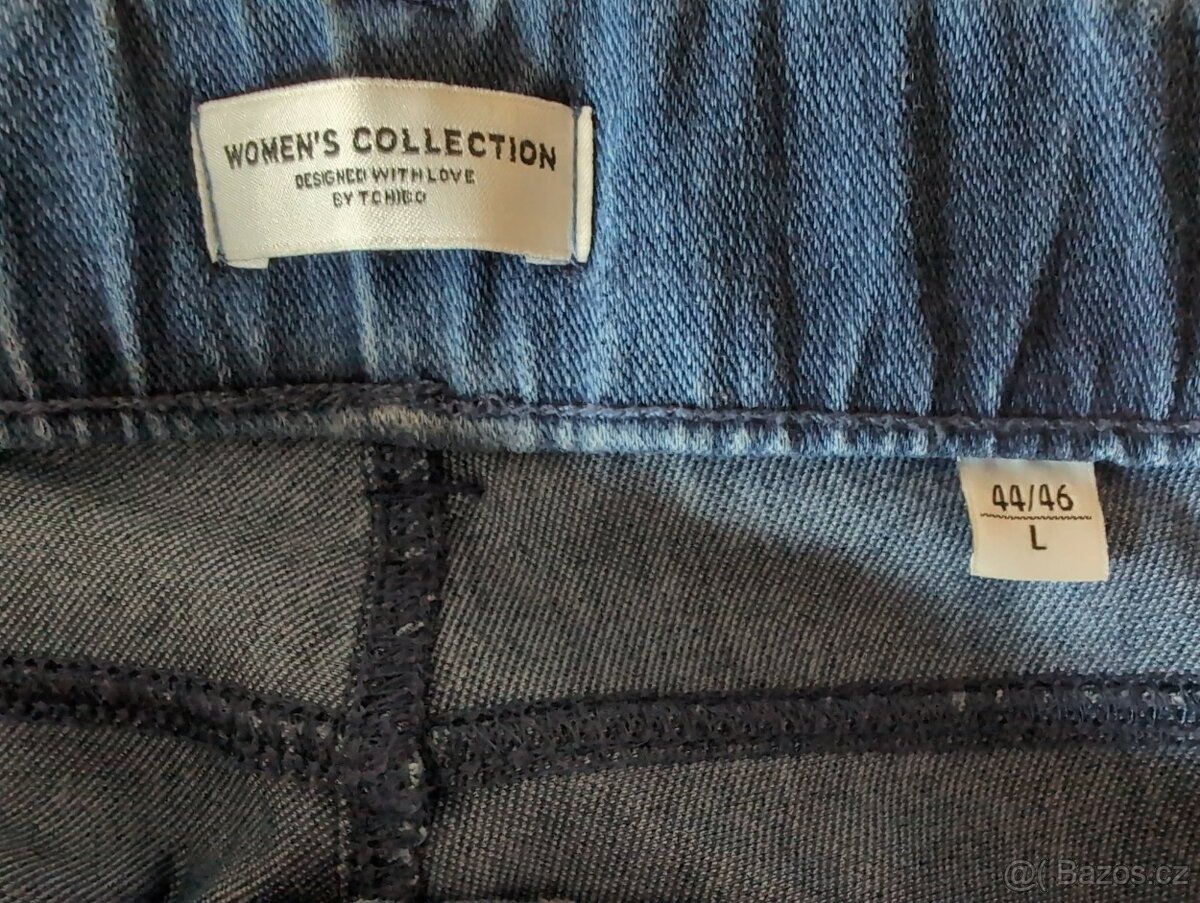 WOMEN'S COLLECTION
DESIGNED WITH LOVE
BY TCHIBO
44/46
L
@( Bazos.cz